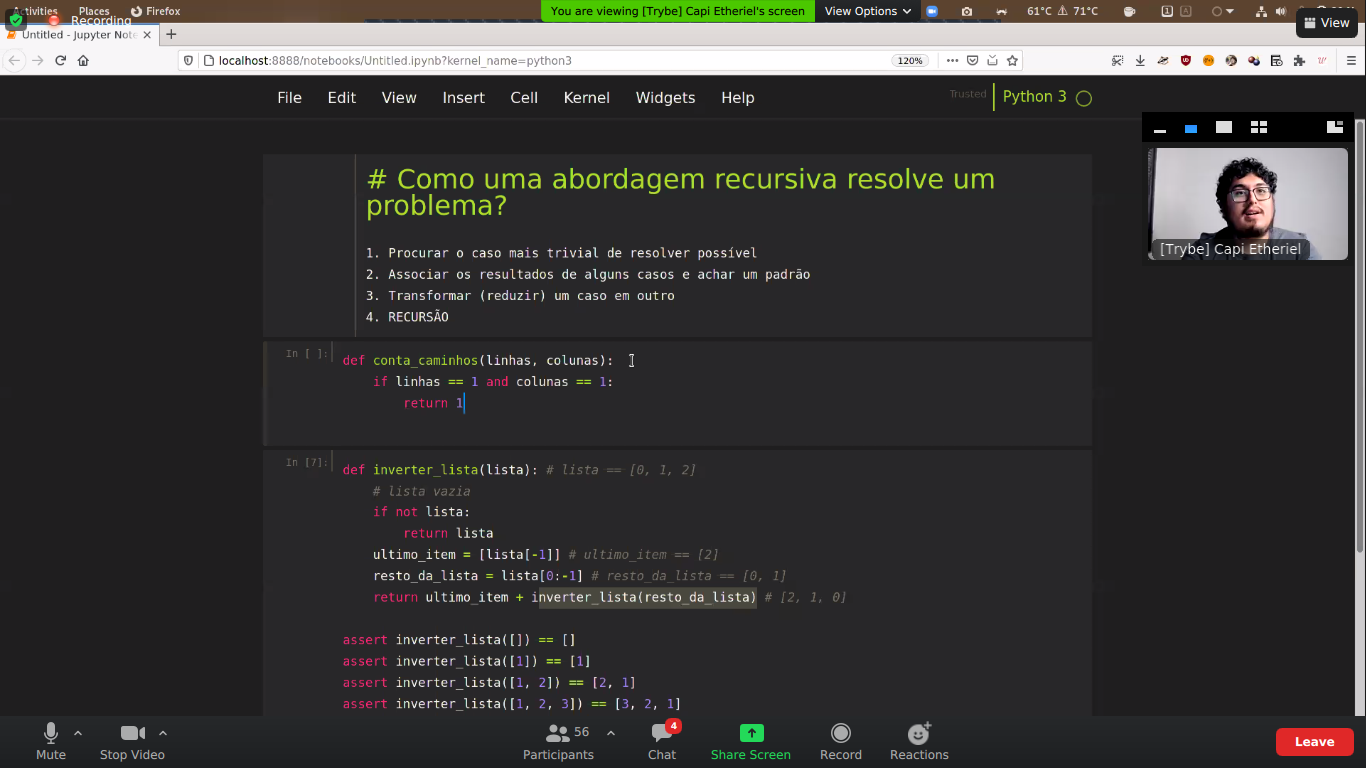 Activities Places Firefox
Recording
You are viewing [Trybe] Capi Etheriel's screen
View Options
61°C 71°C
View
Untitled - Jupyter Note
localhost:8888/notebooks/Untitled.ipynb?kernel_name=python3
120%
File Edit View Insert Cell Kernel Widgets Help
Trusted
Python 3
# Como uma abordagem recursiva resolve um
problema?
1. Procurar o caso mais trivial de resolver possível
2. Associar os resultados de alguns casos e achar um padrão
3. Transformar (reduzir) um caso em outro
4. RECURSÃO
[Trybe] Capi Etheriel
In [ ]:
def conta_caminhos(linhas, colunas):
if linhas == 1 and colunas == 1:
return 1
In [7]:
def inverter_lista(lista): # lista == [0, 1, 2]
# lista vazia
if not lista:
return lista
ultimo_item = [lista[-1]] # ultimo_item == [2]
resto_da_lista = lista[0:-1] # resto_da_lista == [0, 1]
return ultimo_item + inverter_lista(resto_da_lista) # [2, 1, 0]
assert inverter_lista([]) == []
assert inverter_lista([1]) == [1]
assert inverter_lista([1, 2]) == [2, 1]
assert inverter_lista([1, 2, 3]) == [3, 2, 1]
Mute
Stop Video
56
Participants
4
Chat
Share Screen
Record
Reactions
Leave